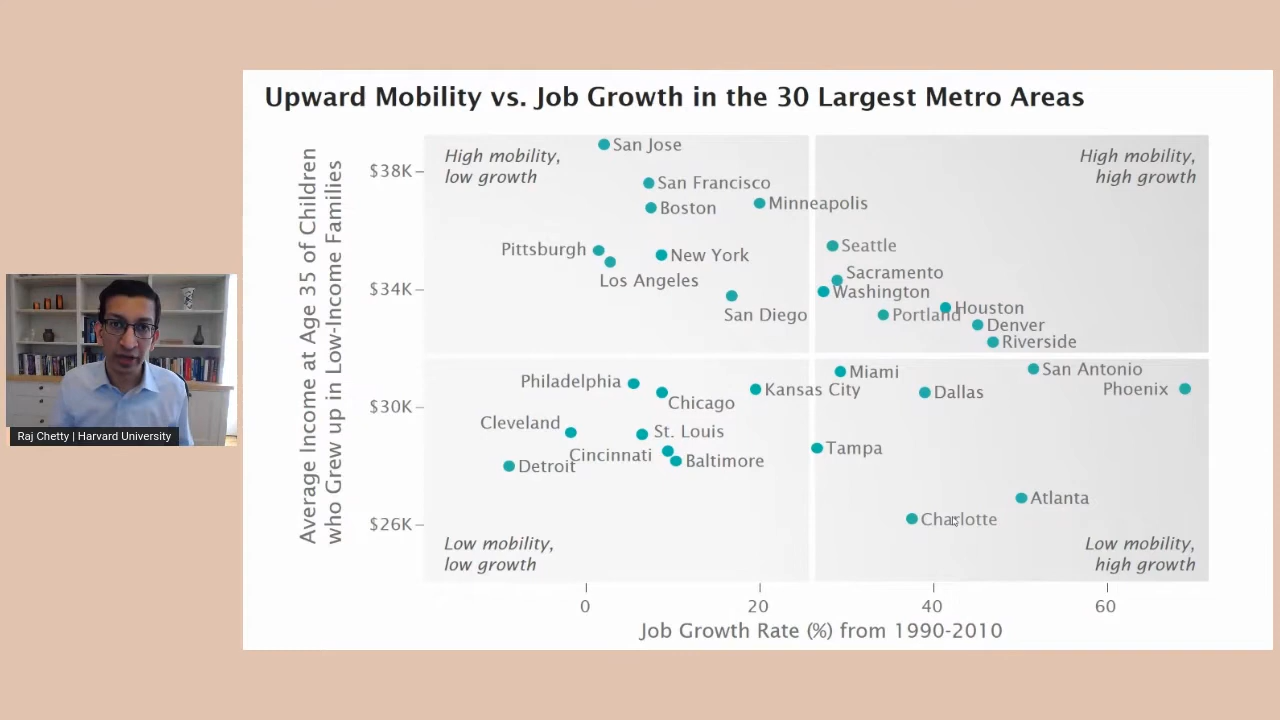 Upward Mobility vs. Job Growth in the 30 Largest Metro Areas
Average Income at Age 35 of Children
who Grew up in Low-Income Families
$38K
$34K
$30K
$26K
High mobility,
low growth
High mobility,
high growth
San Jose
San Francisco
Boston
Minneapolis
Pittsburgh
New York
Seattle
Los Angeles
Sacramento
Washington
San Diego
Houston
Portland
Denver
Riverside
Philadelphia
Chicago
Kansas City
Miami
San Antonio
Dallas
Phoenix
Cleveland
St. Louis
Cincinnati
Baltimore
Detroit
Tampa
Atlanta
Charlotte
Low mobility,
low growth
Low mobility,
high growth
0
20
40
60
Job Growth Rate (%) from 1990-2010
Raj Chetty | Harvard University